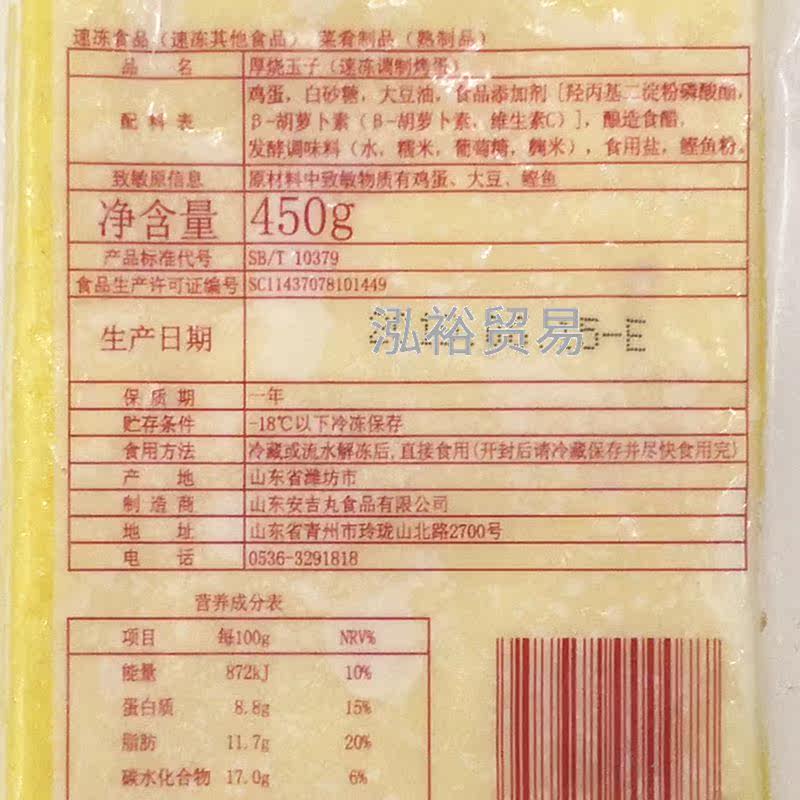 速冻食品（速冻其他食品） 菜肴制品（熟制品）
品 名 厚烧玉子（速冻调制烤蛋）
配料表 鸡蛋，白砂糖，大豆油，食品添加剂［羟丙基二淀粉磷酸酯，
β-胡萝卜素（β-胡萝卜素、维生素C）］，酿造食醋，
发酵调味料（水，糯米，葡萄糖，麴米），食用盐，鲣鱼粉。
致敏原信息 原材料中致敏物质有鸡蛋、大豆、鲣鱼
净含量 450g
产品标准代号 SB/T 10379
食品生产许可证编号 SC11437078101449
生产日期
泓裕贸易
保质期 一年
贮存条件 -18℃以下冷冻保存
食用方法 冷藏或流水解冻后,直接食用(开封后请冷藏保存并尽快食用完)
产 地 山东省潍坊市
制造商 山东安吉丸食品有限公司
地 址 山东省青州市玲珑山北路2700号
电 话 0536-3291818
营养成分表
项目 每100g NRV%
能量 872kJ 10%
蛋白质 8.8g 15%
脂肪 11.7g 20%
碳水化合物 17.0g 6%